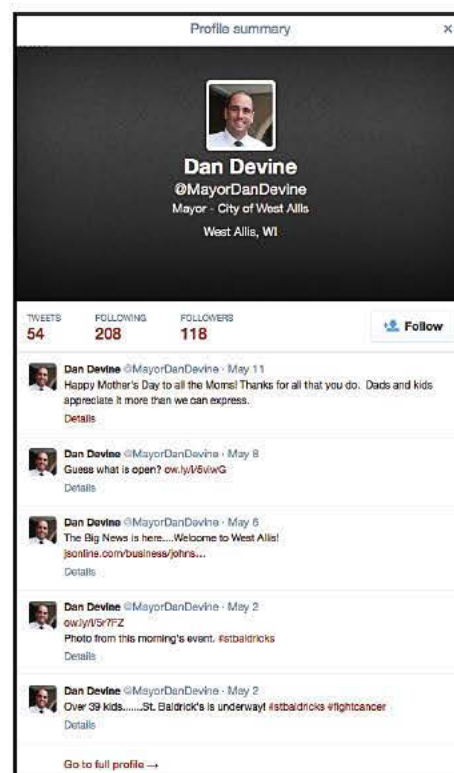 Profile summary ×
Dan Devine
@MayorDanDevine
Mayor - City of West Allis
West Allis, WI
TWEETS FOLLOWING FOLLOWERS
54 208 118 Follow
Dan Devine @MayorDanDevine · May 11
Happy Mother's Day to all the Moms! Thanks for all that you do. Dads and kids
appreciate it more than we can express.
Details
Dan Devine @MayorDanDevine · May 8
Guess what is open?
Details
Dan Devine @MayorDanDevine · May 6
The Big News is here....Welcome to West Allis!
jsonline.com/business/johns...
Details
Dan Devine @MayorDanDevine · May 2
ow.ly/i/5r7FZ
Photo from this morning's event. #stbaldricks
Details
Dan Devine @MayorDanDevine · May 2
Over 39 kids.......St. Baldrick's is underway! #stbaldricks #fightcancer
Details
Go to full profile →